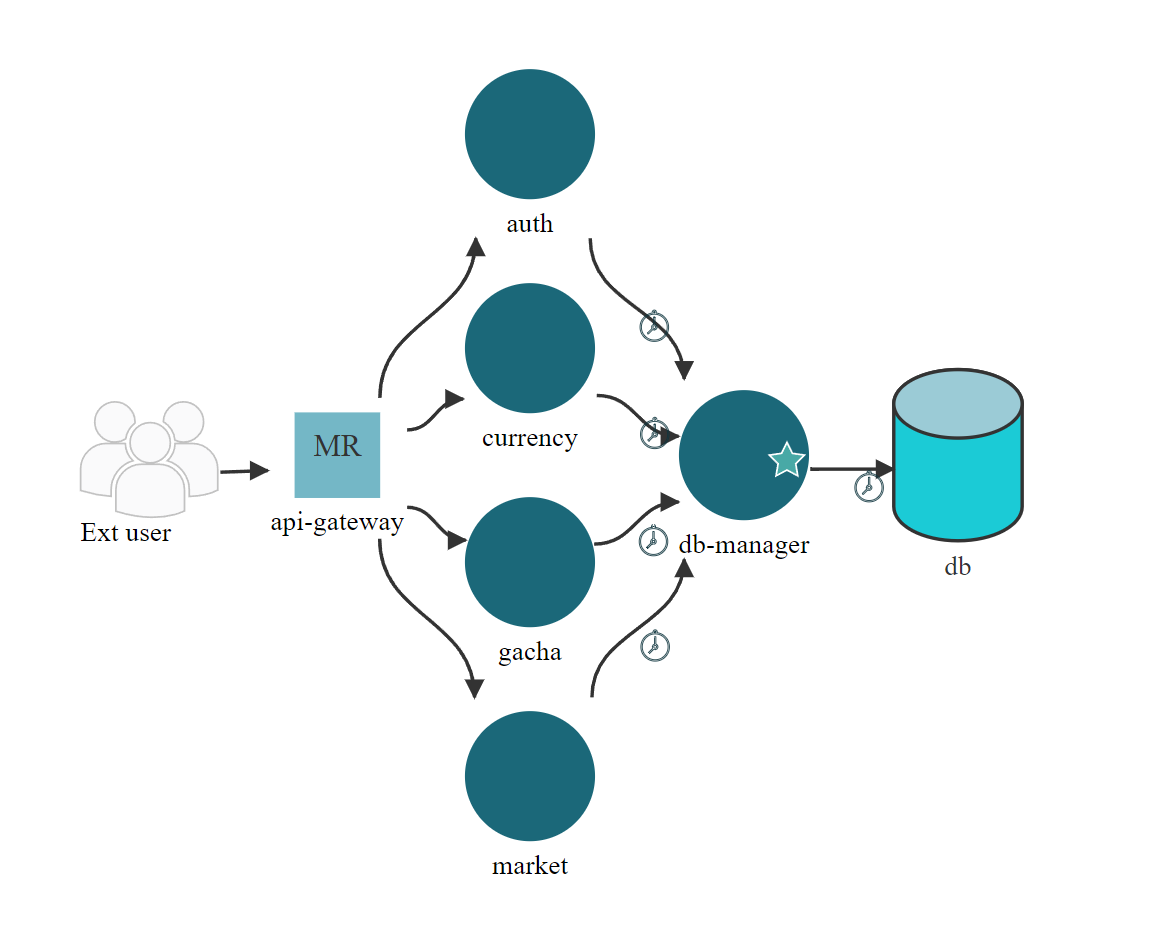 auth
currency
MR
api-gateway
Ext user
db-manager
db
gacha
market